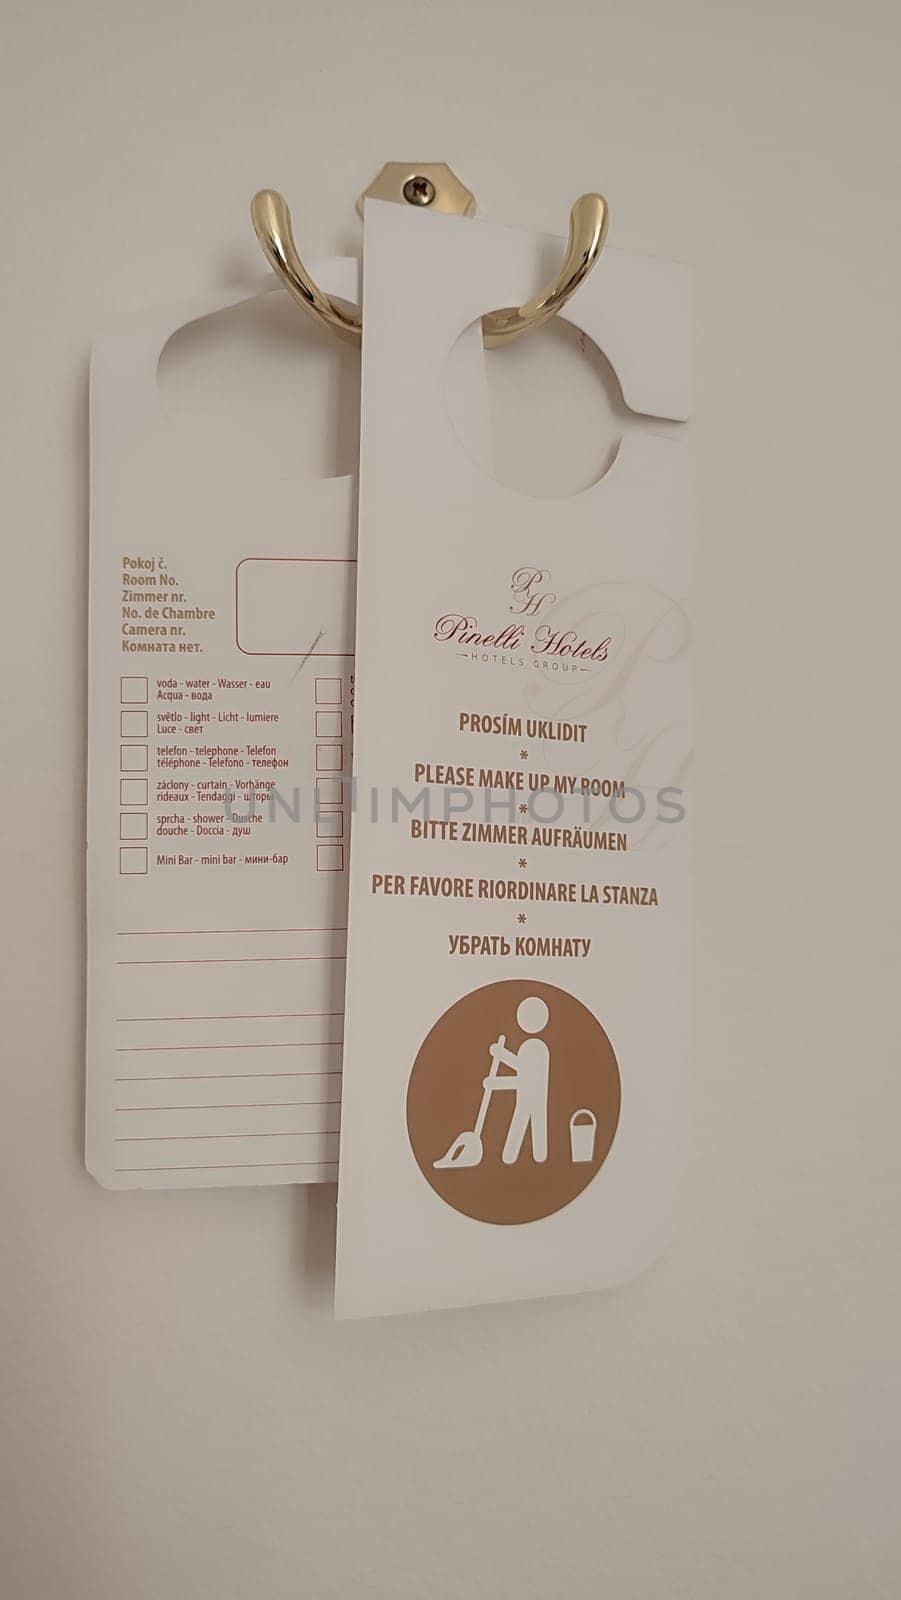 Pokoj č.
Room No.
Zimmer nr.
No. de Chambre
Camera nr.
Комната нет.
voda - water - Wasser - eau
Acqua - вода
světlo - light - Licht - lumiere
Luce - свет
telefon - telephone - Telefon
téléphone - Telefono - телефон
záclony - curtain - Vorhänge
rideaux - Tendaggi - шторы
sprcha - shower - Dusche
douche - Doccia - душ
Mini Bar - mini bar - мини-бар
PH
Pinelli Hotels
HOTELS GROUP
PROSÍM UKLIDIT
*
PLEASE MAKE UP MY ROOM
*
BITTE ZIMMER AUFRÄUMEN
*
PER FAVORE RIORDINARE LA STANZA
*
УБРАТЬ КОМНАТУ
UNLIMPHOTOS